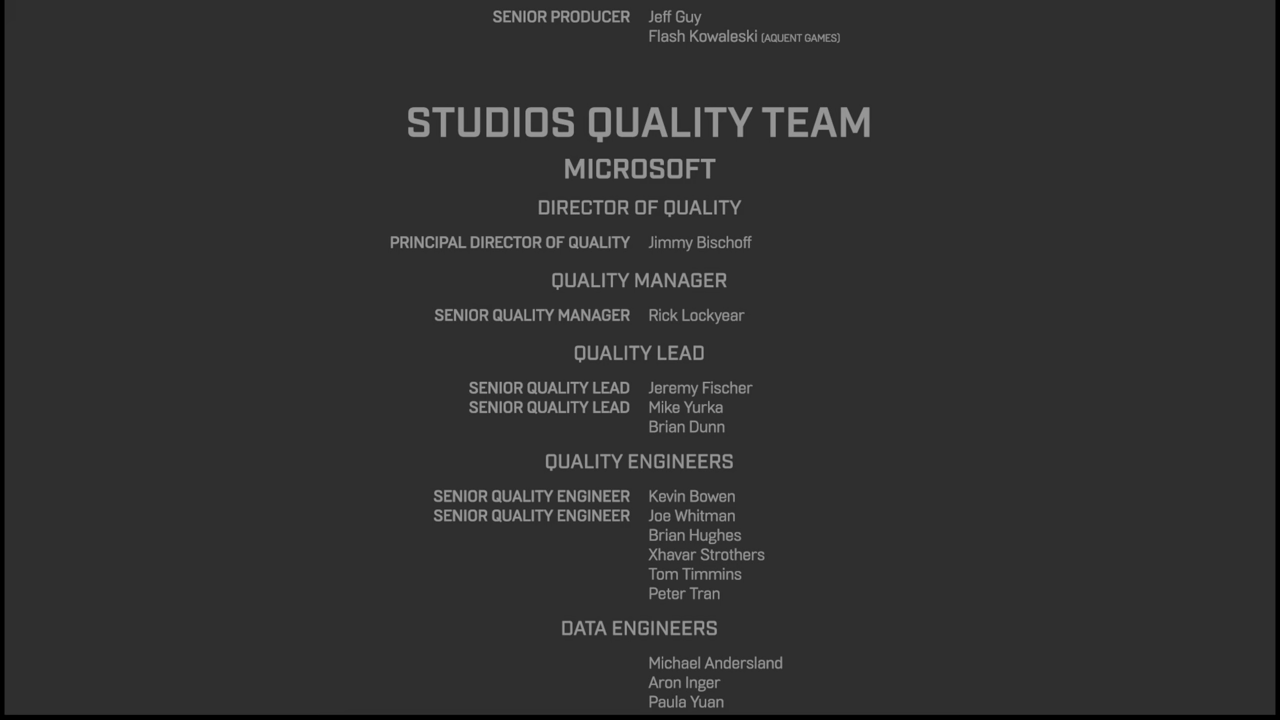 SENIOR PRODUCER Jeff Guy
Flash Kowaleski (AQUENT GAMES)
STUDIOS QUALITY TEAM
MICROSOFT
DIRECTOR OF QUALITY
PRINCIPAL DIRECTOR OF QUALITY Jimmy Bischoff
QUALITY MANAGER
SENIOR QUALITY MANAGER Rick Lockyear
QUALITY LEAD
SENIOR QUALITY LEAD Jeremy Fischer
SENIOR QUALITY LEAD Mike Yurka
Brian Dunn
QUALITY ENGINEERS
SENIOR QUALITY ENGINEER Kevin Bowen
SENIOR QUALITY ENGINEER Joe Whitman
Brian Hughes
Xhavar Strothers
Tom Timmins
Peter Tran
DATA ENGINEERS
Michael Andersland
Aron Inger
Paula Yuan